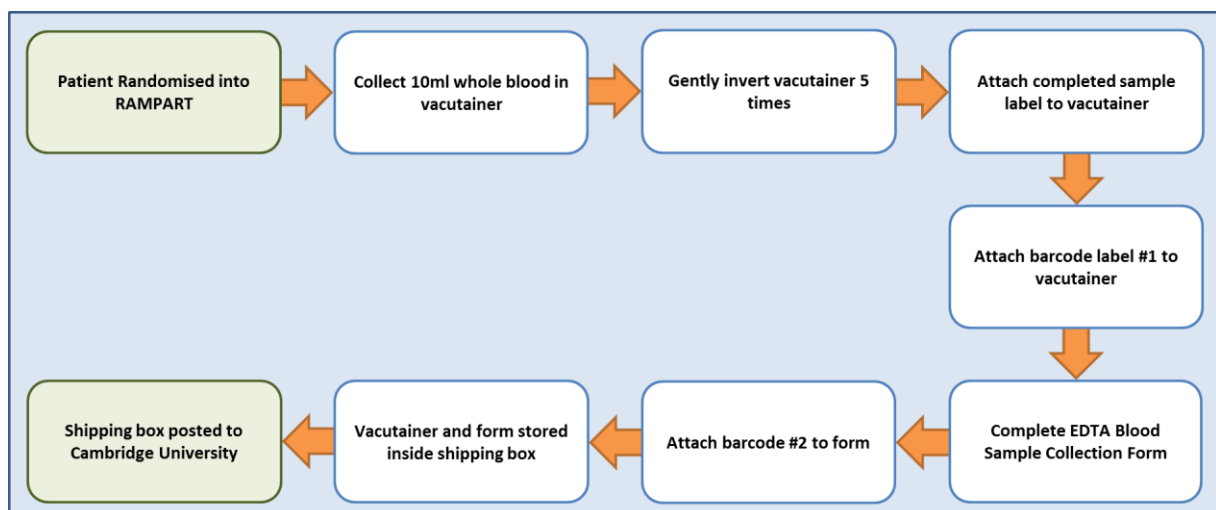 Patient Randomised into
RAMPART
Collect 10ml whole blood in
vacutainer
Gently invert vacutainer 5
times
Attach completed sample
label to vacutainer
Attach barcode label #1 to
vacutainer
Complete EDTA Blood
Sample Collection Form
Attach barcode #2 to form
Vacutainer and form stored
inside shipping box
Shipping box posted to
Cambridge University